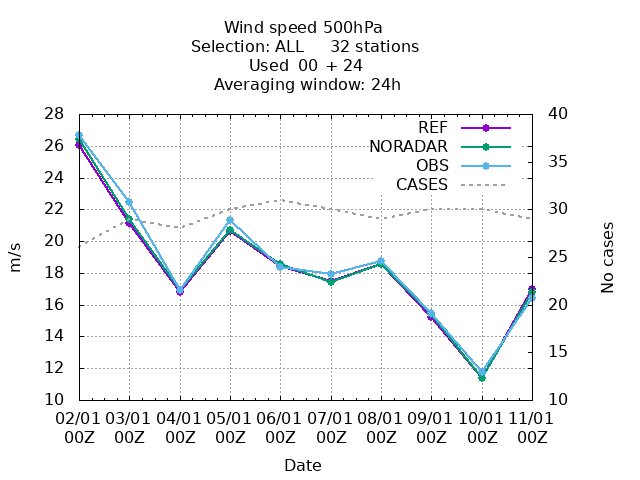 Wind speed 500hPa
Selection: ALL 32 stations
Used 00 + 24
Averaging window: 24h
28 40
26
24 35
22 30
20 25
18
16 20
14 15
12
10 10
REF
NORADAR
OBS
CASES
m/s
No cases
02/01 03/01 04/01 05/01 06/01 07/01 08/01 09/01 10/01 11/01
00Z 00Z 00Z 00Z 00Z 00Z 00Z 00Z 00Z 00Z
Date